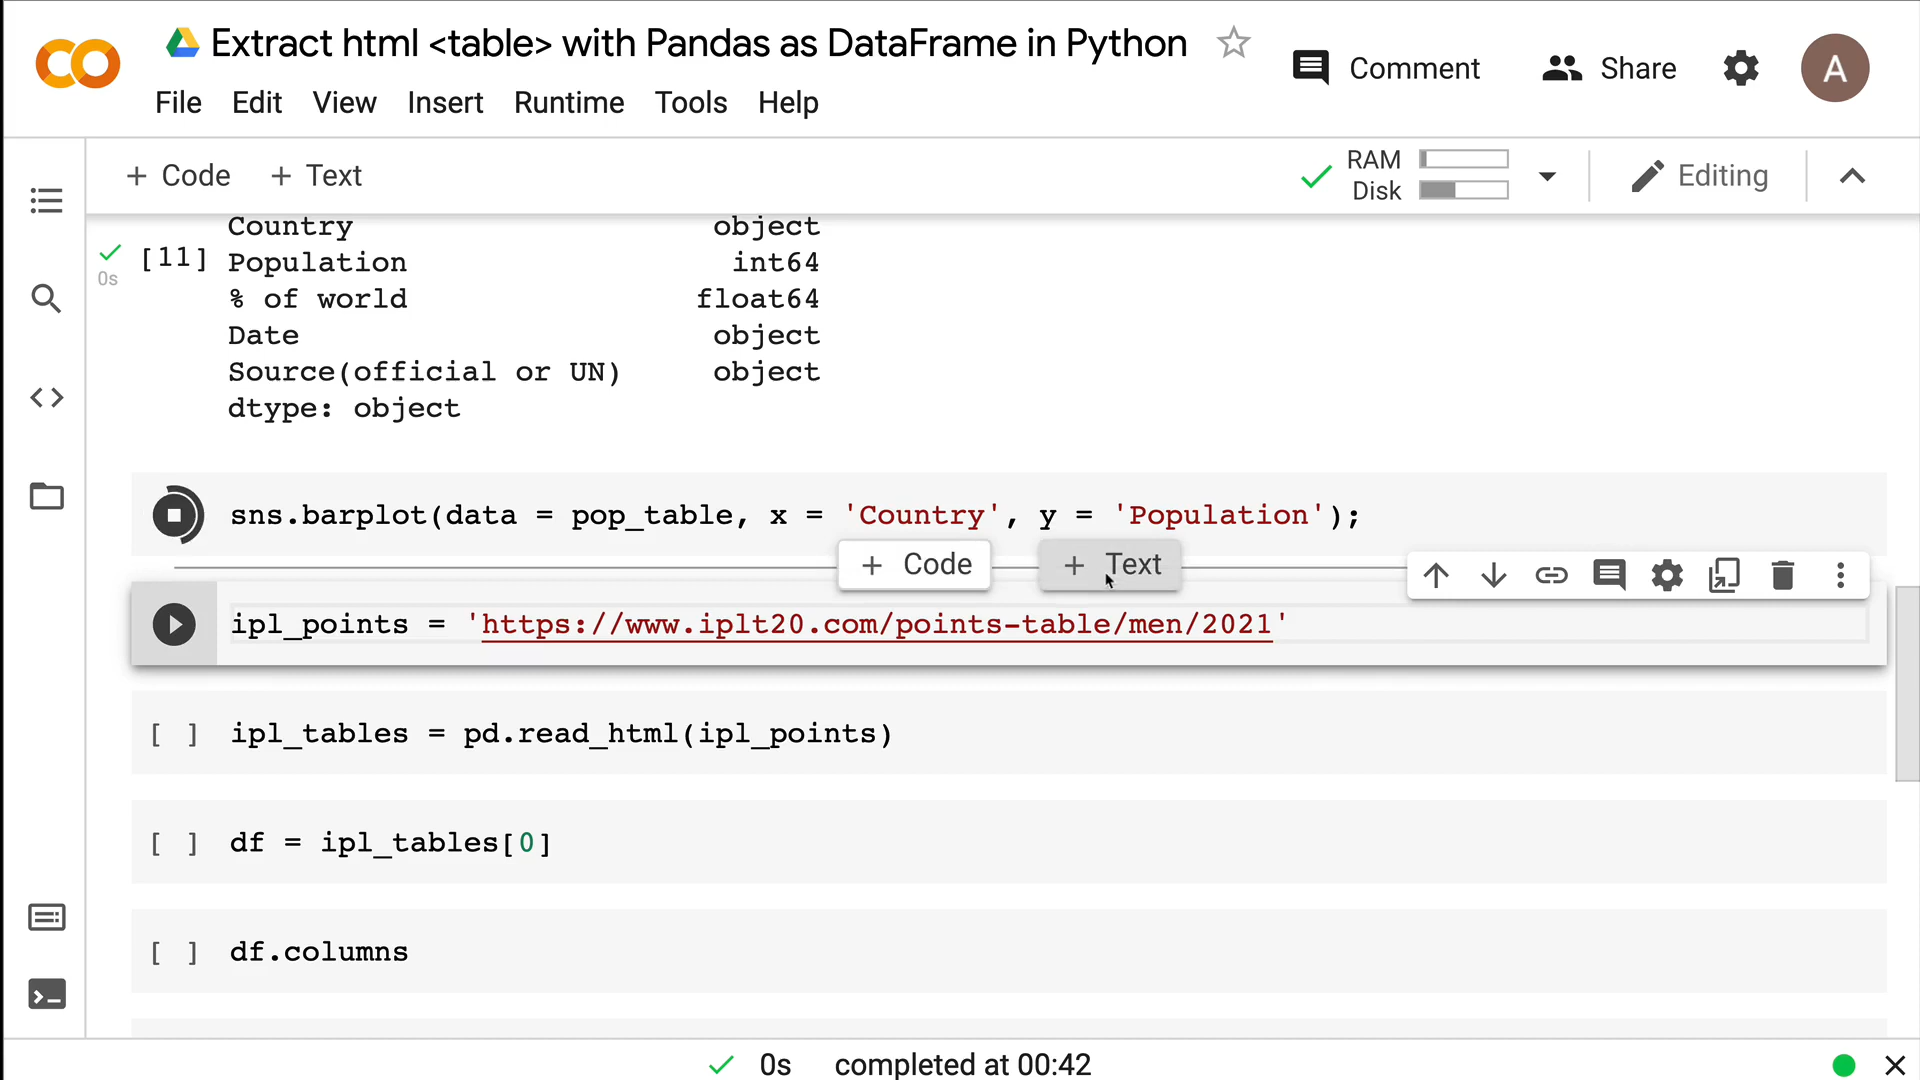 Extract html <table> with Pandas as DataFrame in Python
Comment
Share
A
File Edit View Insert Runtime Tools Help
+ Code + Text
RAM
Disk
Editing
Country object
[11] Population int64
0s
% of world float64
Date object
Source(official or UN) object
dtype: object
sns.barplot(data = pop_table, x = 'Country', y = 'Population');
+ Code + Text
ipl_points = 'https://www.iplt20.com/points-table/men/2021'
[ ] ipl_tables = pd.read_html(ipl_points)
[ ] df = ipl_tables[0]
[ ] df.columns
0s completed at 00:42